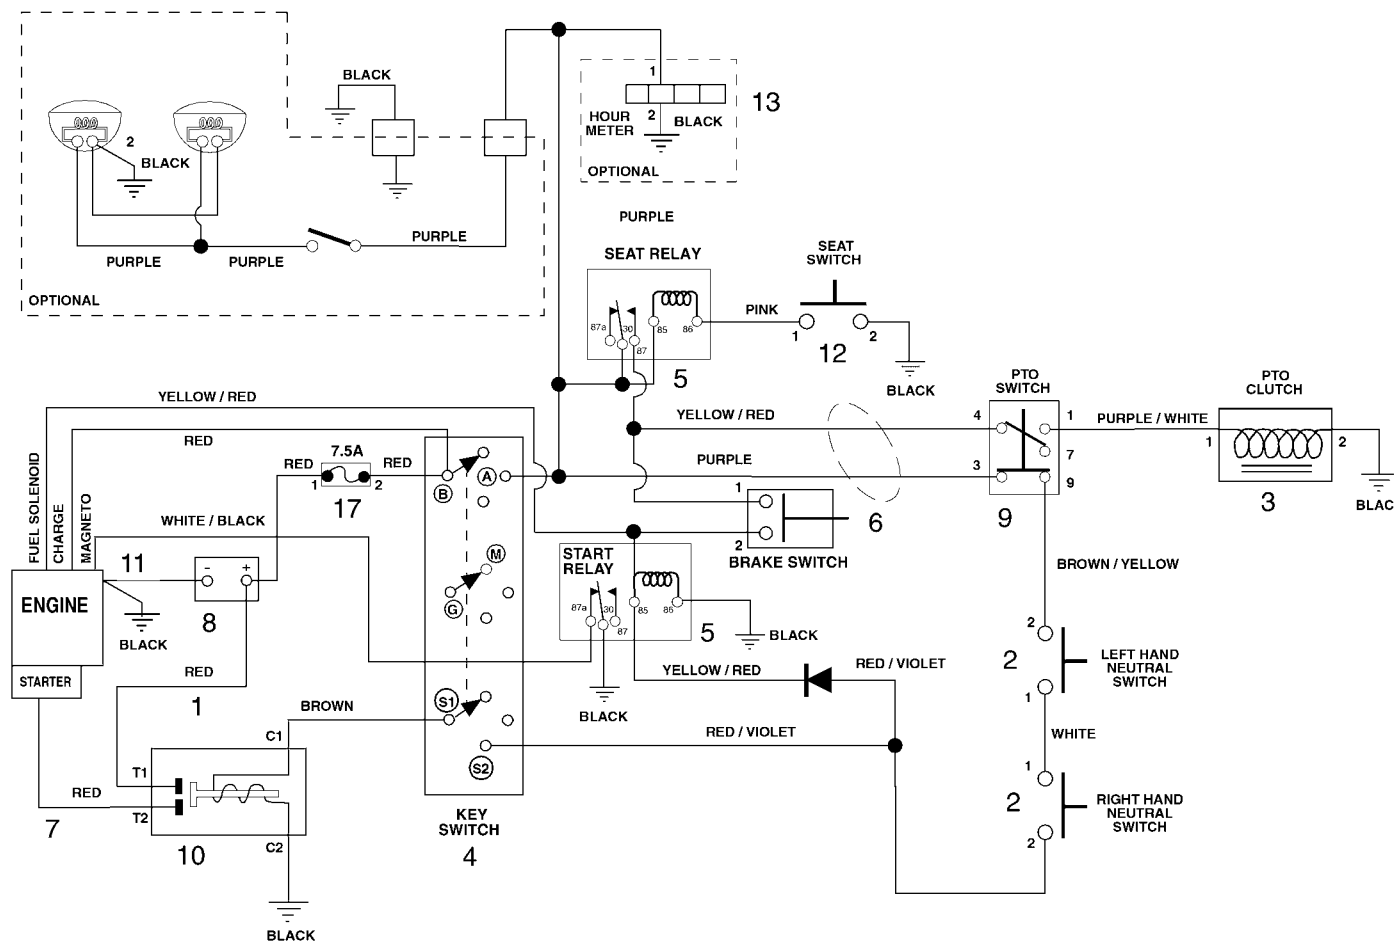 BLACK
1
13
HOUR
METER
2
BLACK
2
BLACK
OPTIONAL
PURPLE
PURPLE
PURPLE
PURPLE
OPTIONAL
SEAT RELAY
SEAT
SWITCH
87a
30
87
85
86
PINK
1
2
12
5
BLACK
PTO
SWITCH
PTO
CLUTCH
YELLOW / RED
YELLOW / RED
4
1
PURPLE / WHITE
1
2
RED
7
PURPLE
3
9
7.5A
RED
RED
1
2
17
A
B
3
BLAC
6
9
FUEL SOLENOID
CHARGE
MAGNETO
WHITE / BLACK
1
2
BRAKE SWITCH
11
- +
8
M
G
START
RELAY
87a
30
87
85
86
5
BLACK
BROWN / YELLOW
ENGINE
BLACK
STARTER
RED
1
YELLOW / RED
RED / VIOLET
2
2
1
LEFT HAND
NEUTRAL
SWITCH
BROWN
S1
BLACK
C1
RED / VIOLET
WHITE
S2
T1
RED
T2
7
10
C2
KEY
SWITCH
4
1
2
2
RIGHT HAND
NEUTRAL
SWITCH
BLACK